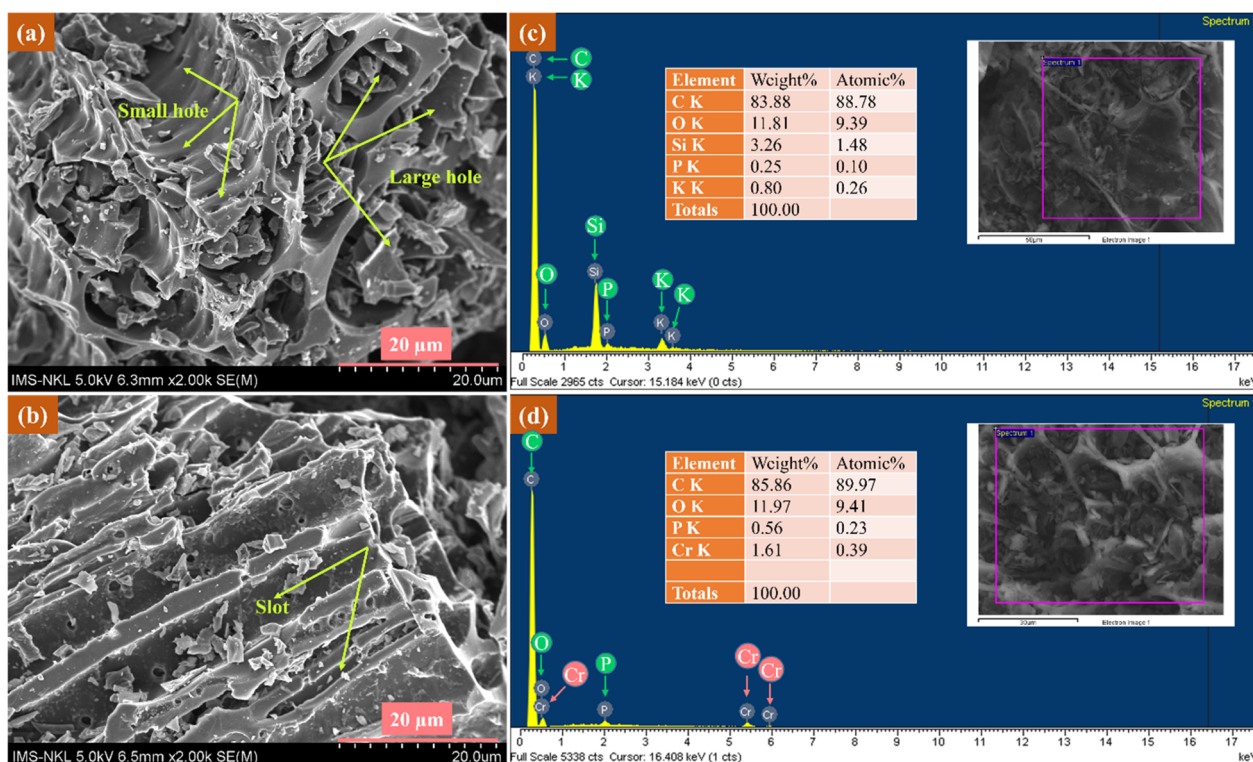 (a)
Small hole
Large hole
20 μm
IMS-NKL 5.0kV 6.3mm x2.00k SE(M)
20.0um
(b)
Slot
20 μm
IMS-NKL 5.0kV 6.5mm x2.00k SE(M)
20.0um
(c)
Spectrum
C
C
K
K
Element Weight% Atomic%
C K 83.88 88.78
O K 11.81 9.39
Si K 3.26 1.48
P K 0.25 0.10
K K 0.80 0.26
Totals 100.00
Spectrum 1
50μm
Electron Image 1
Si
Si
O
O
P
P
K
K
K
K
0 1 2 3 4 5 6 7 8 9 10 11 12 13 14 15 16 17
Full Scale 2965 cts Cursor: 15.184 keV (0 cts)
keV
(d)
Spectrum
C
C
Element Weight% Atomic%
C K 85.86 89.97
O K 11.97 9.41
P K 0.56 0.23
Cr K 1.61 0.39
Totals 100.00
Spectrum 1
Electron Image 1
O
O
Cr
Cr
P
P
Cr
Cr
Cr
Cr
0 1 2 3 4 5 6 7 8 9 10 11 12 13 14 15 16 17
Full Scale 5338 cts Cursor: 16.408 keV (1 cts)
keV